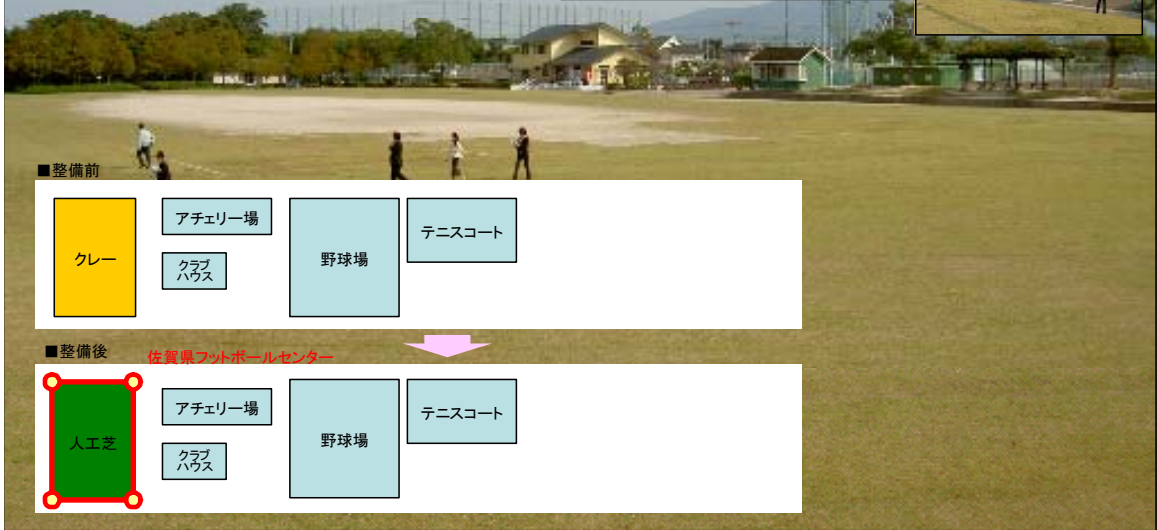 ■整備前
クレー
アチェリー場
クラブ
ハウス
野球場
テニスコート
■整備後
佐賀県フットボールセンター
人工芝
アチェリー場
クラブ
ハウス
野球場
テニスコート